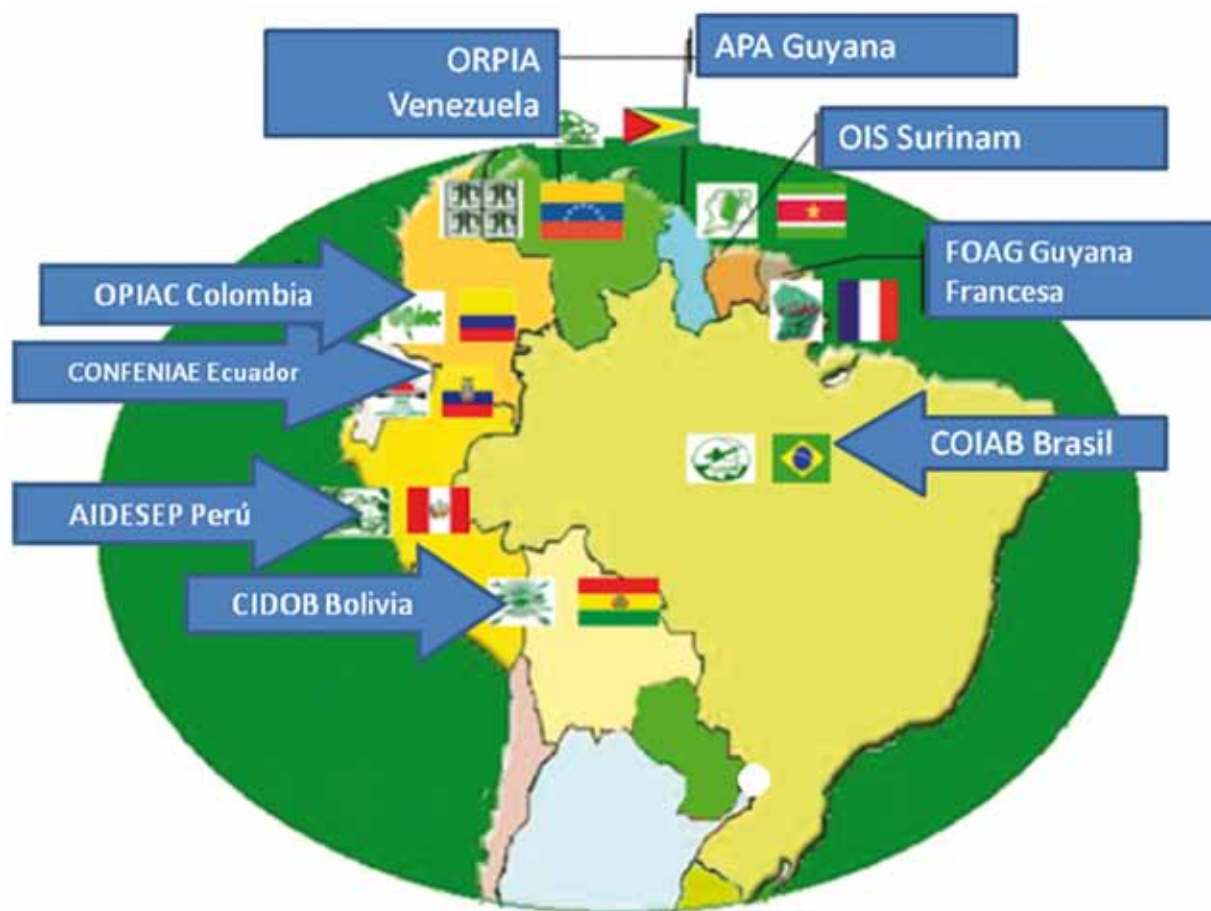 ORPIA
Venezuela
APA Guyana
OIS Surinam
FOAG Guyana
Francesa
OPIAC Colombia
CONFENIAE Ecuador
COIAB Brasil
AIDESEP Perú
CIDOB Bolivia